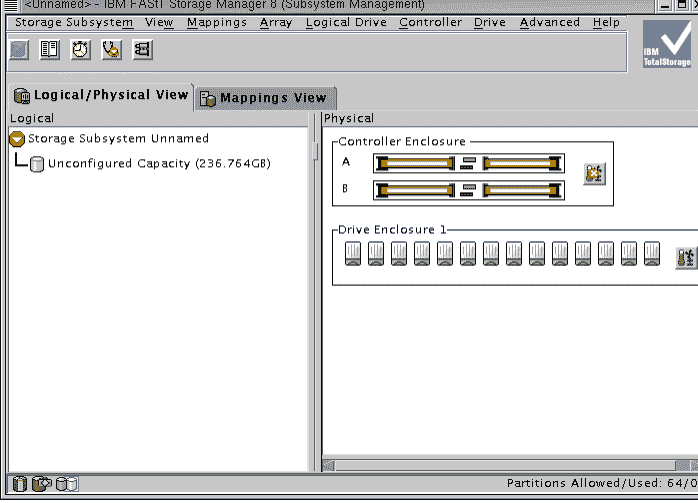 <Unnamed> - IBM FAStT Storage Manager 8 (Subsystem Management)
Storage Subsystem View Mappings Array Logical Drive Controller Drive Advanced Help
IBM
TotalStorage
Logical/Physical View Mappings View
Logical
Storage Subsystem Unnamed
Unconfigured Capacity (236.764GB)
Physical
Controller Enclosure
A
B
Drive Enclosure 1
Partitions Allowed/Used: 64/0